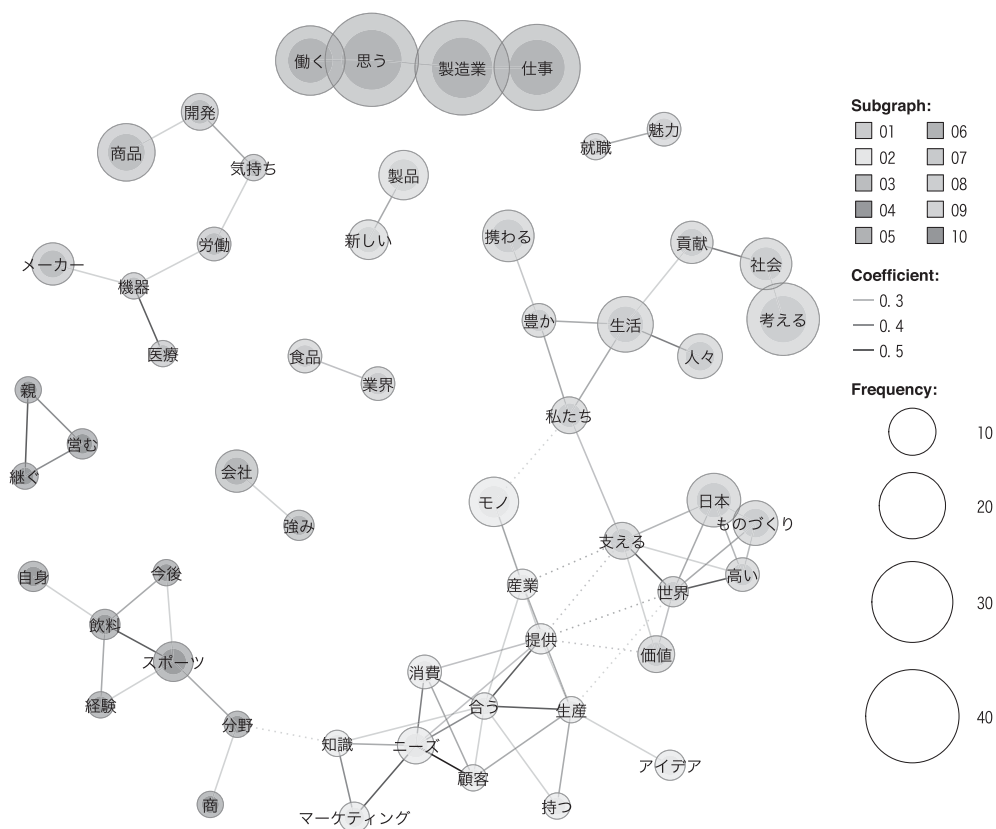 働く
思う
製造業
仕事
開発
商品
気持ち
労働
メーカー
機器
医療
製品
新しい
就職
魅力
携わる
貢献
社会
考える
豊か
生活
人々
私たち
食品
業界
親
営む
継ぐ
会社
強み
モノ
日本
ものづくり
支える
高い
世界
産業
提供
価値
自身
今後
飲料
スポーツ
経験
分野
商
消費
合う
生産
知識
ニーズ
顧客
アイデア
持つ
マーケティング
Subgraph:
01 06
02 07
03 08
04 09
05 10
Coefficient:
0.3
0.4
0.5
Frequency:
10
20
30
40